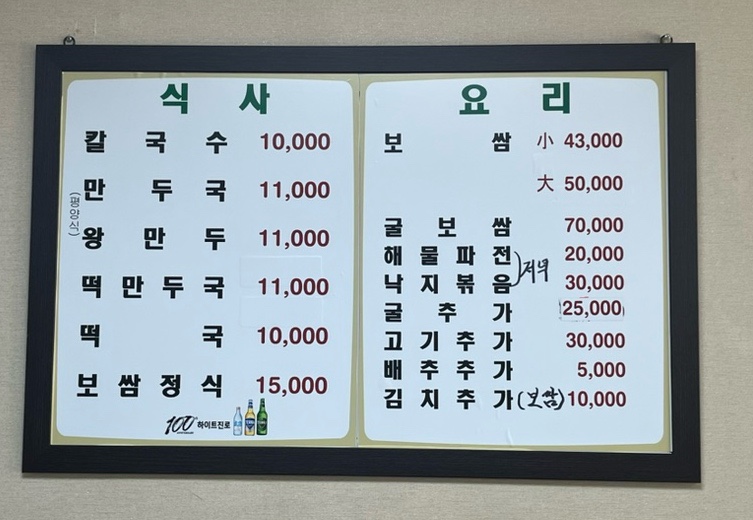 식 사
칼 국 수 10,000
(평양식)
만 두 국 11,000
왕 만 두 11,000
떡 만 두 국 11,000
떡 국 10,000
보 쌈 정 식 15,000
100 하이트진로
요 리
보 쌈 小 43,000
大 50,000
굴 보 쌈 70,000
해 물 파 전 20,000
낙 지 볶 음 30,000
저녁
굴 추 가 25,000
고 기 추 가 30,000
배 추 추 가 5,000
김 치 추 가 (보쌈) 10,000